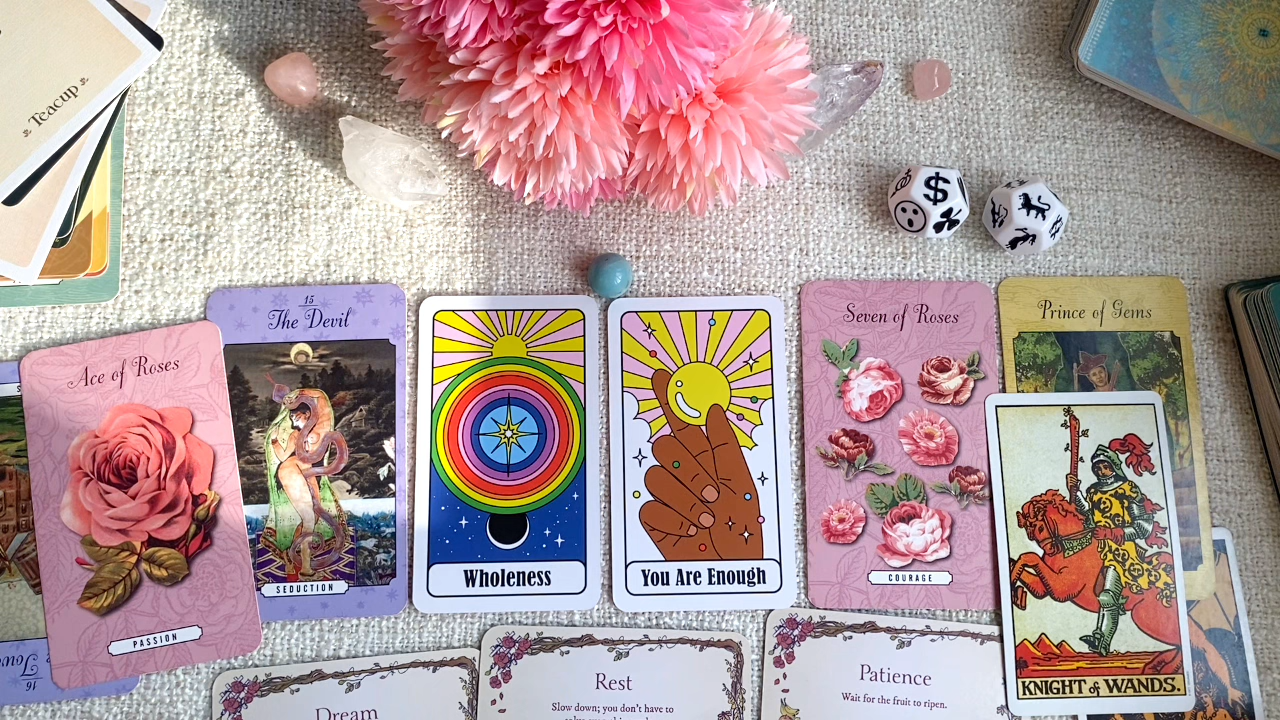 Teacup
$
Ace of Roses
PASSION
15
The Devil
SEDUCTION
Wholeness
You Are Enough
Seven of Roses
COURAGE
Prince of Gems
KNIGHT of WANDS.
16
Dream
Rest
Slow down; you don't have to
Patience
Wait for the fruit to ripen.